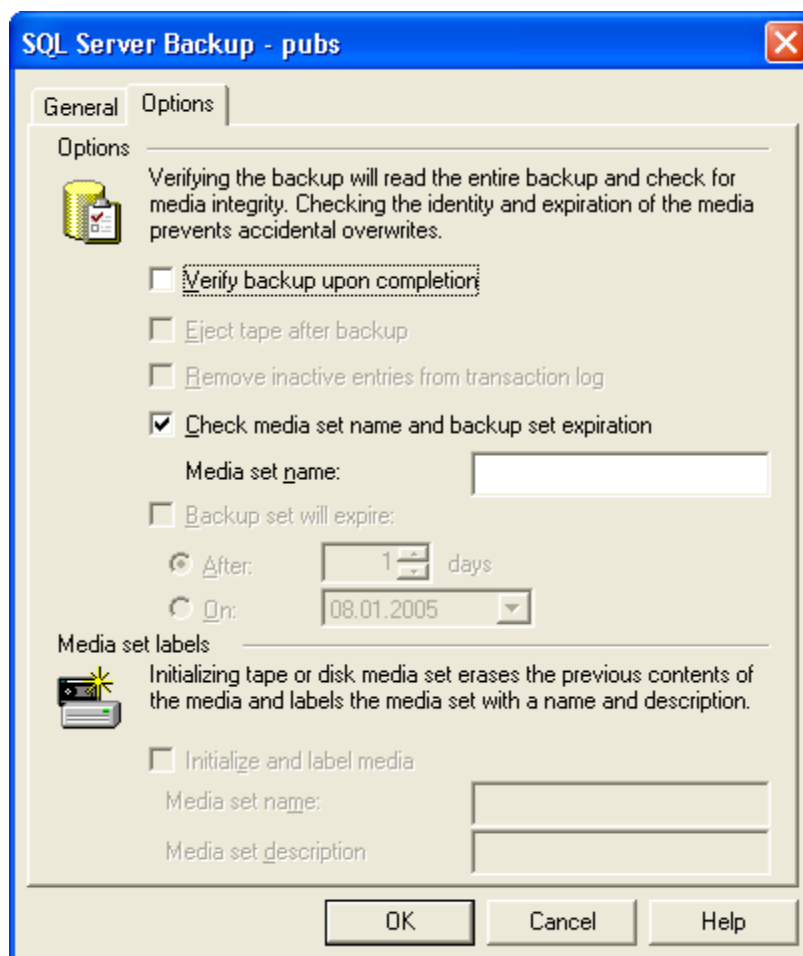 SQL Server Backup - pubs
General
Options
Options
Verifying the backup will read the entire backup and check for
media integrity. Checking the identity and expiration of the media
prevents accidental overwrites.
Verify backup upon completion
Eject tape after backup
Remove inactive entries from transaction log
Check media set name and backup set expiration
Media set name:
Backup set will expire:
After: 1 days
On: 08.01.2005
Media set labels
Initializing tape or disk media set erases the previous contents of
the media and labels the media set with a name and description.
Initialize and label media
Media set name:
Media set description
OK Cancel Help